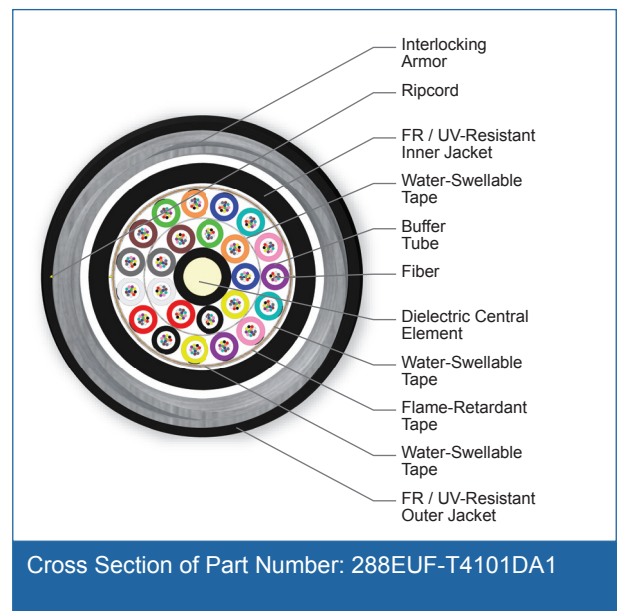 Interlocking
Armor
Ripcord
FR / UV-Resistant
Inner Jacket
Water-Swellable
Tape
Buffer
Tube
Fiber
Dielectric Central
Element
Water-Swellable
Tape
Flame-Retardant
Tape
Water-Swellable
Tape
FR / UV-Resistant
Outer Jacket
Cross Section of Part Number: 288EUF-T4101DA1